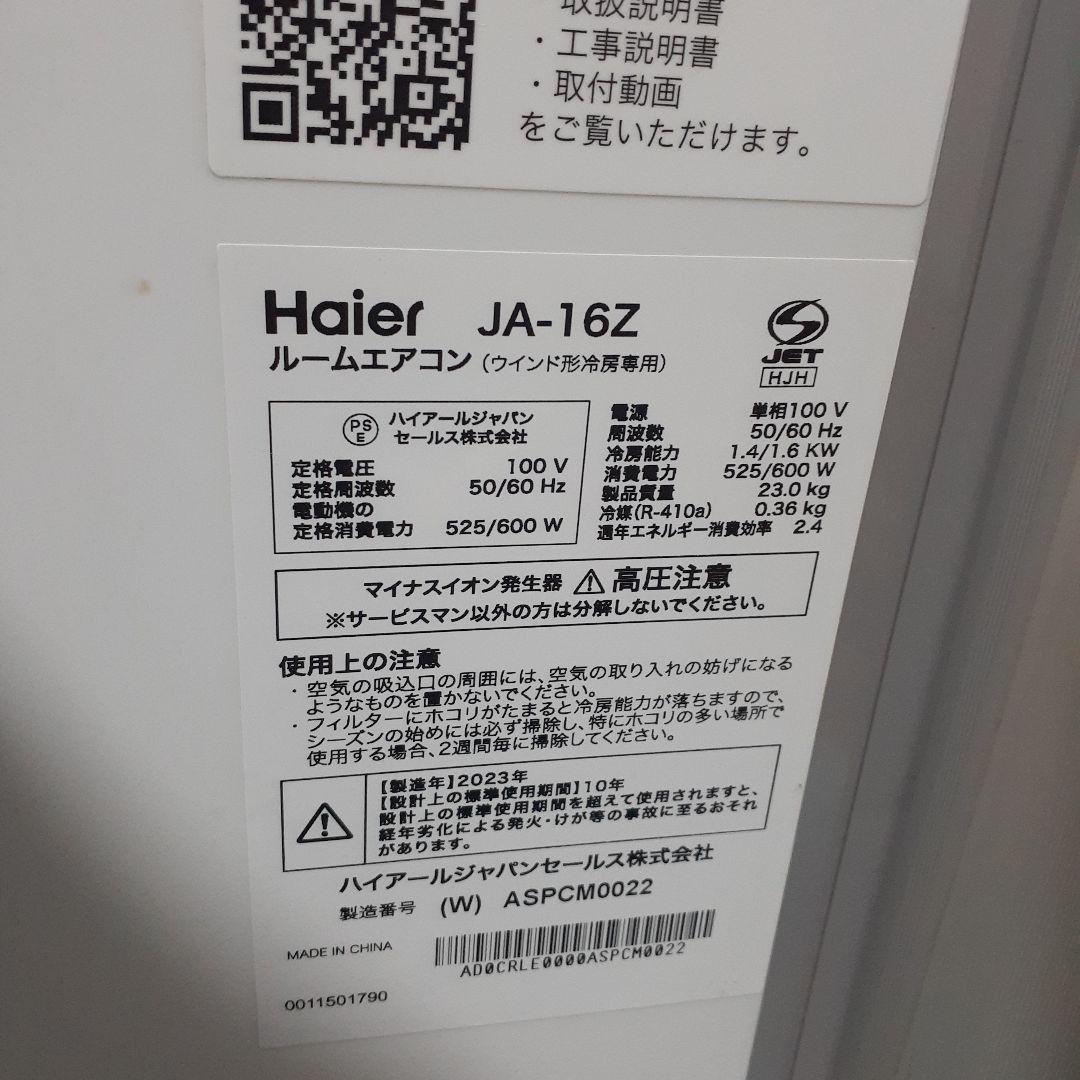 取扱説明書
・工事説明書
・取付動画
をご覧いただけます。
Haier JA-16Z
ルームエアコン (ウインド形冷房専用)
JET
HJH
PSE ハイアールジャパン
セールス株式会社
定格電圧 100 V
定格周波数 50/60 Hz
電動機の
定格消費電力 525/600 W
電源 単相100 V
周波数 50/60 Hz
冷房能力 1.4/1.6 KW
消費電力 525/600 W
製品質量 23.0 kg
冷媒(R-410a) 0.36 kg
通年エネルギー消費効率 2.4
マイナスイオン発生器 ⚠ 高圧注意
※サービスマン以外の方は分解しないでください。
使用上の注意
・空気の吸込口の周囲には、空気の取り入れの妨げになる
ようなものを置かないでください。
・フィルターにホコリがたまると冷房能力が落ちますので、
シーズンの始めには必ず掃除し、特にホコリの多い場所で
使用する場合、2週間毎に掃除してください。
【製造年】2023年
【設計上の標準使用期間】10年
設計上の標準使用期間を超えて使用されますと、
経年劣化による発火・けが等の事故に至るおそれ
があります。
ハイアールジャパンセールス株式会社
製造番号 (W) ASPCM0022
MADE IN CHINA
AD0CRLE0000ASPCM0022
0011501790